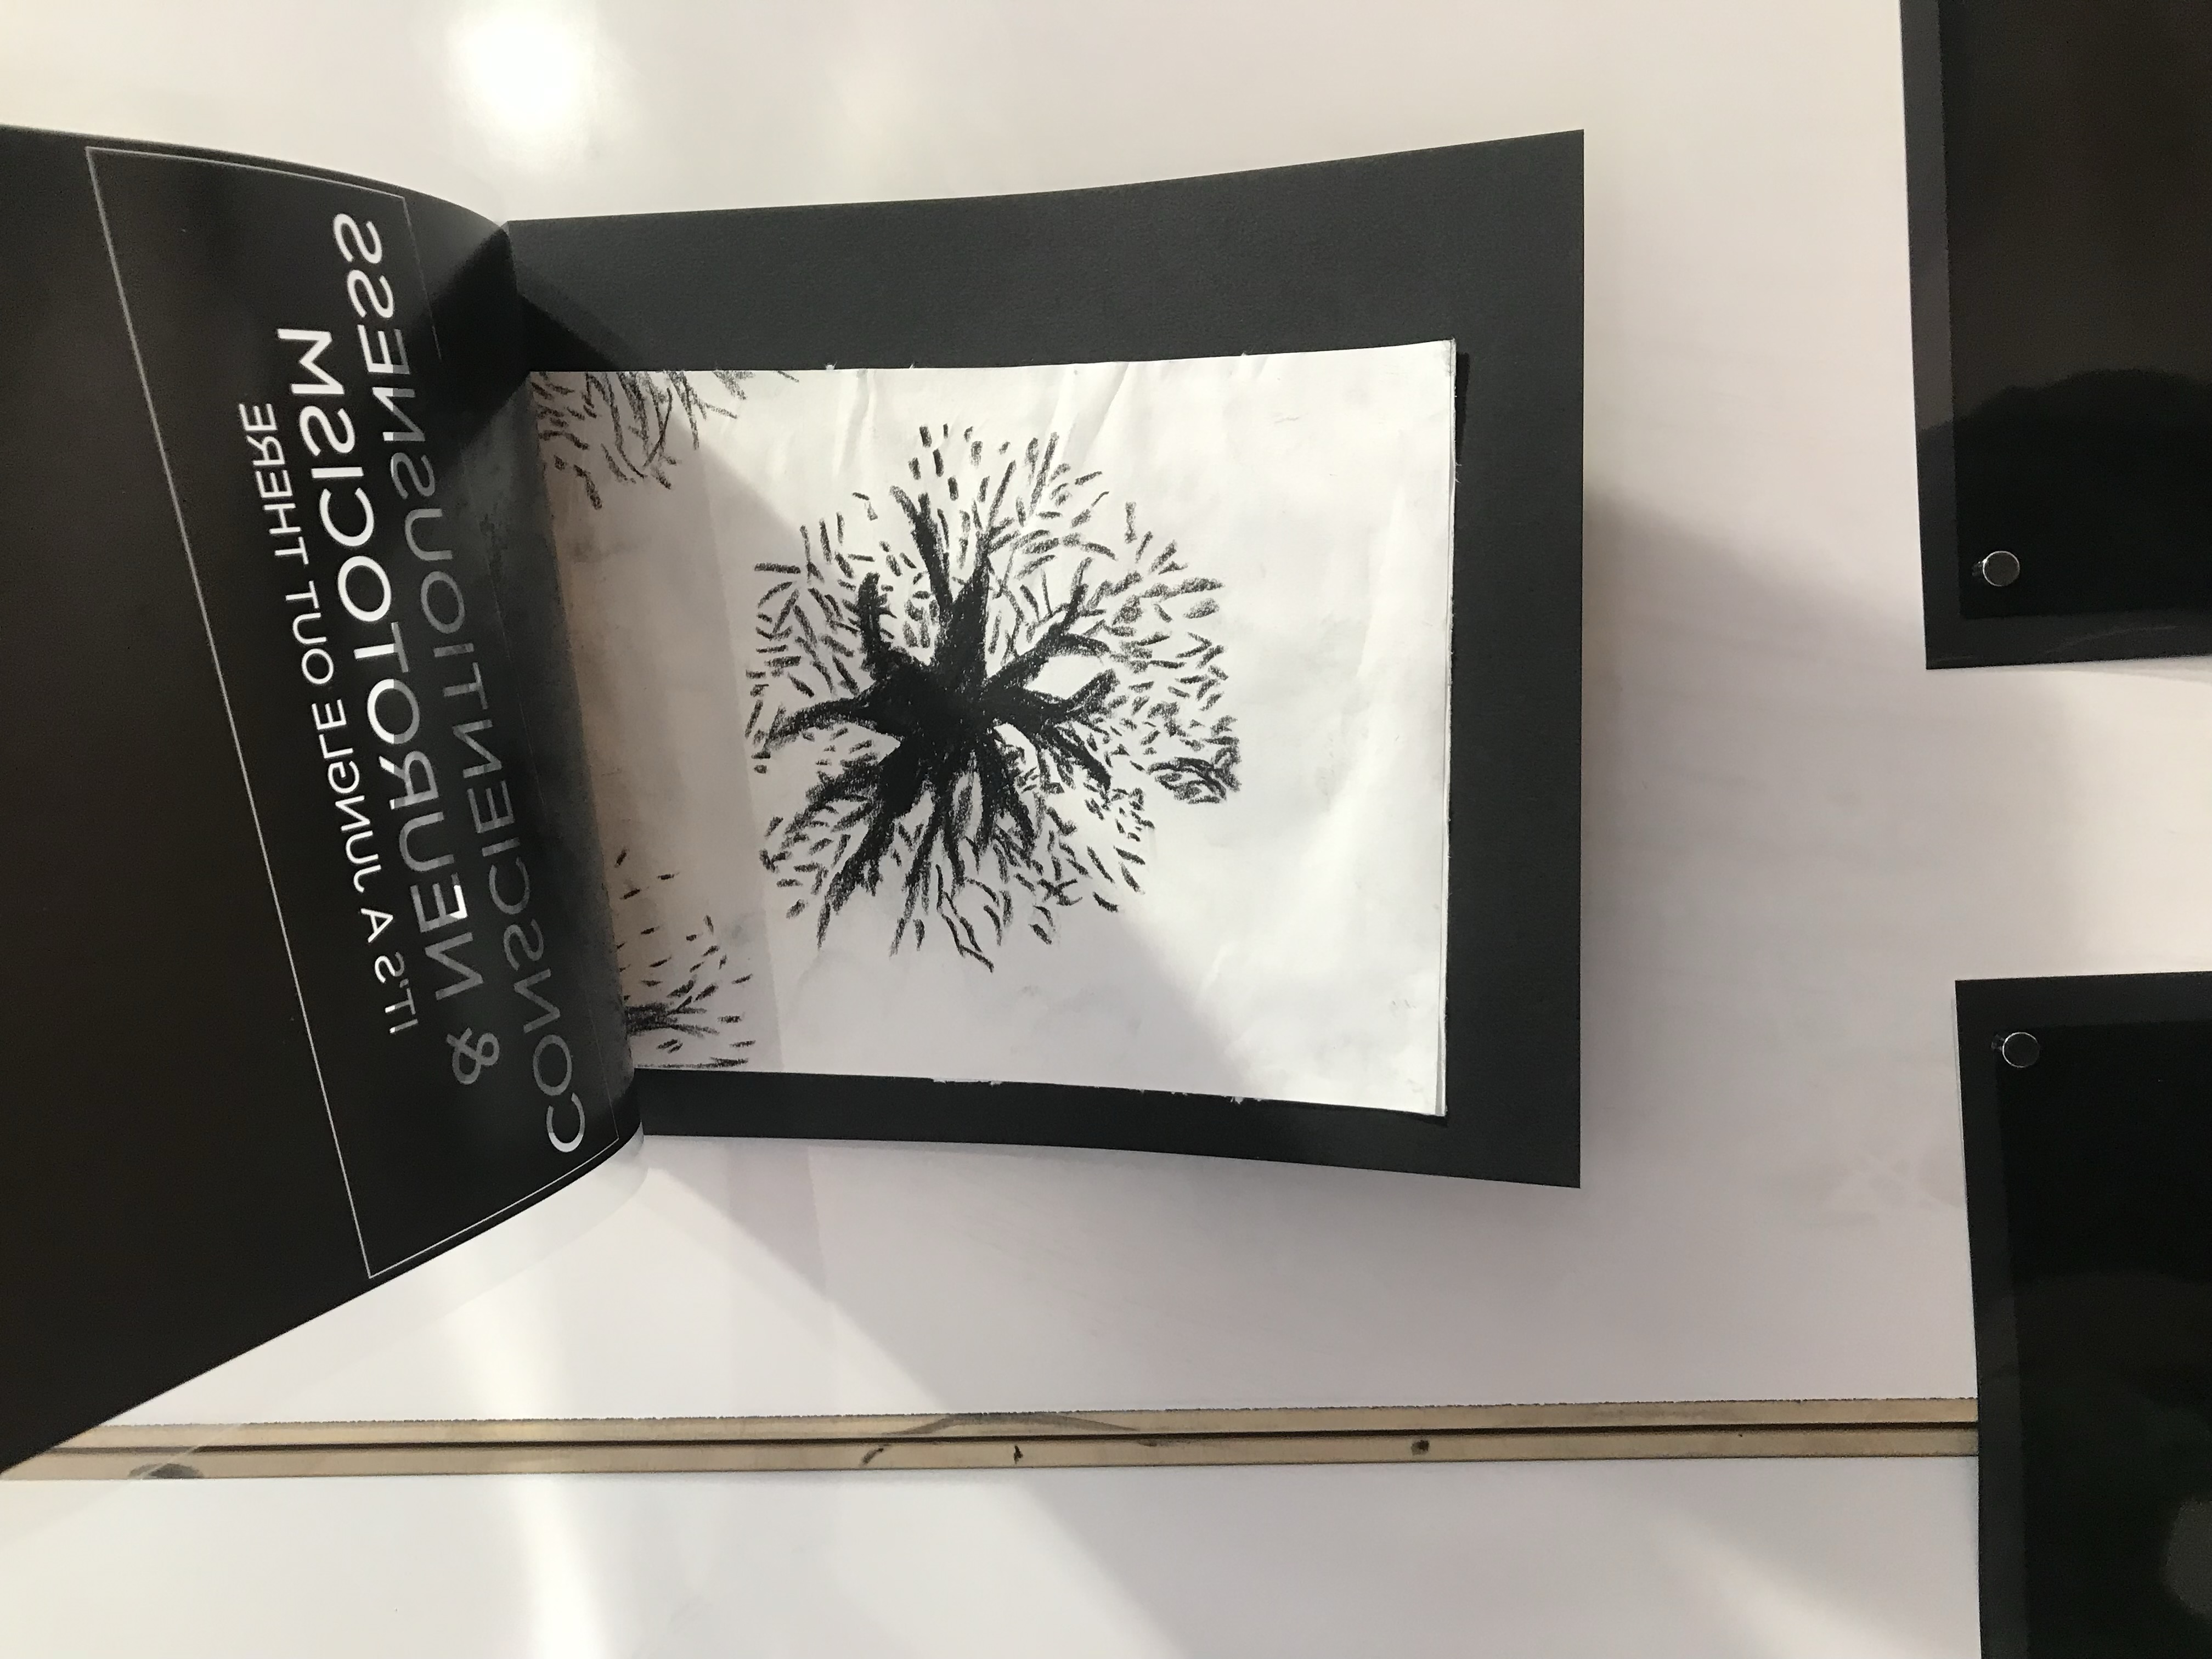 CONSCIENTIOUSNESS
& NEUROTOCISM
IT'S A JUNGLE OUT THERE